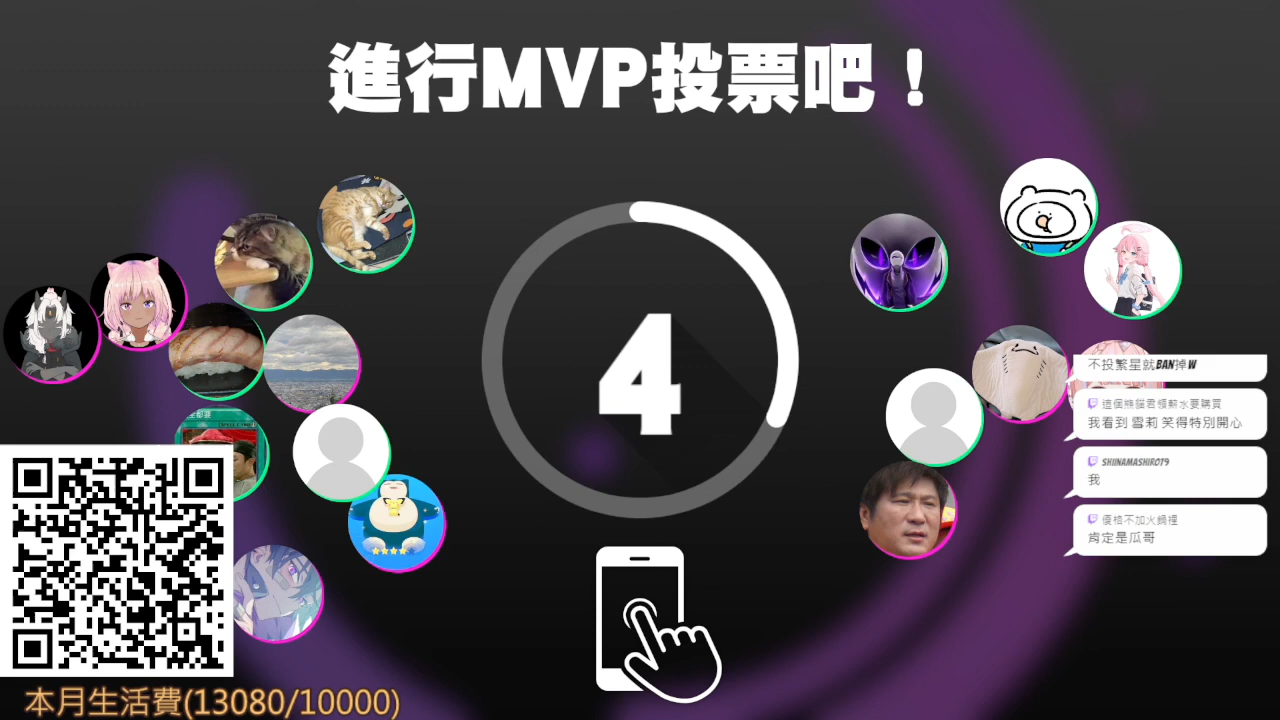 進行MVP投票吧！
4
不投繁星就BAN掉W
這個熊貓君領薪水要購買
我看到 雪莉 笑得特別開心
SHIINAMASHIRO79
我
優格不加火鍋裡
肯定是瓜哥
本月生活費(13080/10000)